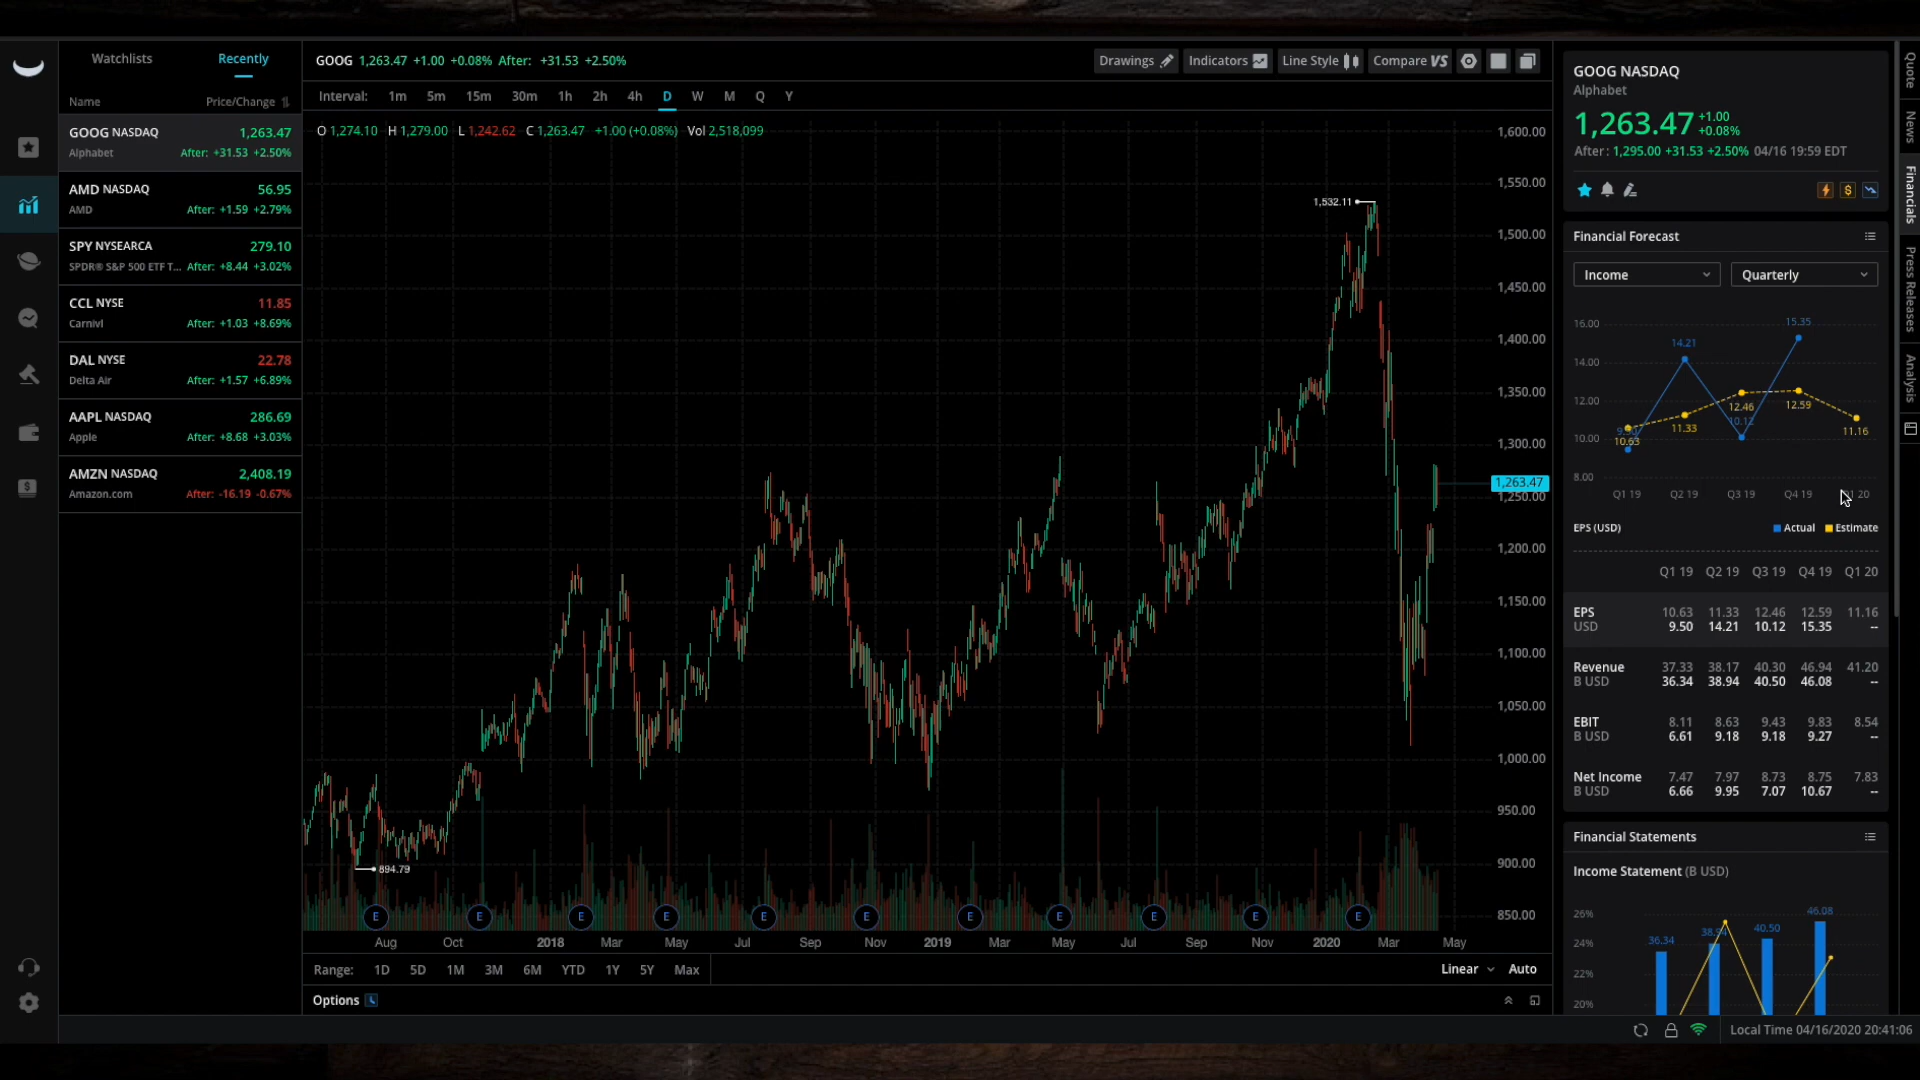 Watchlists
Recently
Name
Price/Change
GOOG NASDAQ 1,263.47
Alphabet After: +31.53 +2.50%
AMD NASDAQ 56.95
AMD After: +1.59 +2.79%
SPY NYSEARCA 279.10
SPDR® S&P 500 ETF T... After: +8.44 +3.02%
CCL NYSE 11.85
Carnivl After: +1.03 +8.69%
DAL NYSE 22.78
Delta Air After: +1.57 +6.89%
AAPL NASDAQ 286.69
Apple After: +8.68 +3.03%
AMZN NASDAQ 2,408.19
Amazon.com After: -16.19 -0.67%
GOOG 1,263.47 +1.00 +0.08% After: +31.53 +2.50%
Drawings
Indicators
Line Style
Compare VS
Interval: 1m 5m 15m 30m 1h 2h 4h D W M Q Y
O 1,274.10 H 1,279.00 L 1,242.62 C 1,263.47 +1.00 (+0.08%) Vol 2,518,099
1,600.00
1,550.00
1,532.11
1,500.00
1,450.00
1,400.00
1,350.00
1,300.00
1,263.47
1,250.00
1,200.00
1,150.00
1,100.00
1,050.00
1,000.00
950.00
900.00
894.79
850.00
E E E E E E E E E E E
Aug Oct 2018 Mar May Jul Sep Nov 2019 Mar May Jul Sep Nov 2020 Mar May
Range: 1D 5D 1M 3M 6M YTD 1Y 5Y Max
Linear
Auto
Options
GOOG NASDAQ
Alphabet
1,263.47 +1.00
+0.08%
After: 1,295.00 +31.53 +2.50% 04/16 19:59 EDT
$
Financial Forecast
Income
Quarterly
16.00
15.35
14.21
14.00
12.00
12.46
12.59
11.33
10.12
11.16
10.63
10.00
8.00
Q1 19 Q2 19 Q3 19 Q4 19
EPS (USD)
Actual
Estimate
Q1 19 Q2 19 Q3 19 Q4 19 Q1 20
EPS 10.63 11.33 12.46 12.59 11.16
USD 9.50 14.21 10.12 15.35 --
Revenue 37.33 38.17 40.30 46.94 41.20
B USD 36.34 38.94 40.50 46.08 --
EBIT 8.11 8.63 9.43 9.83 8.54
B USD 6.61 9.18 9.18 9.27 --
Net Income 7.47 7.97 8.73 8.75 7.83
B USD 6.66 9.95 7.07 10.67 --
Financial Statements
Income Statement (B USD)
26%
46.08
40.50
38.94
36.34
24%
22%
20%
Quote
News
Financials
Press Releases
Analysis
Local Time 04/16/2020 20:41:06